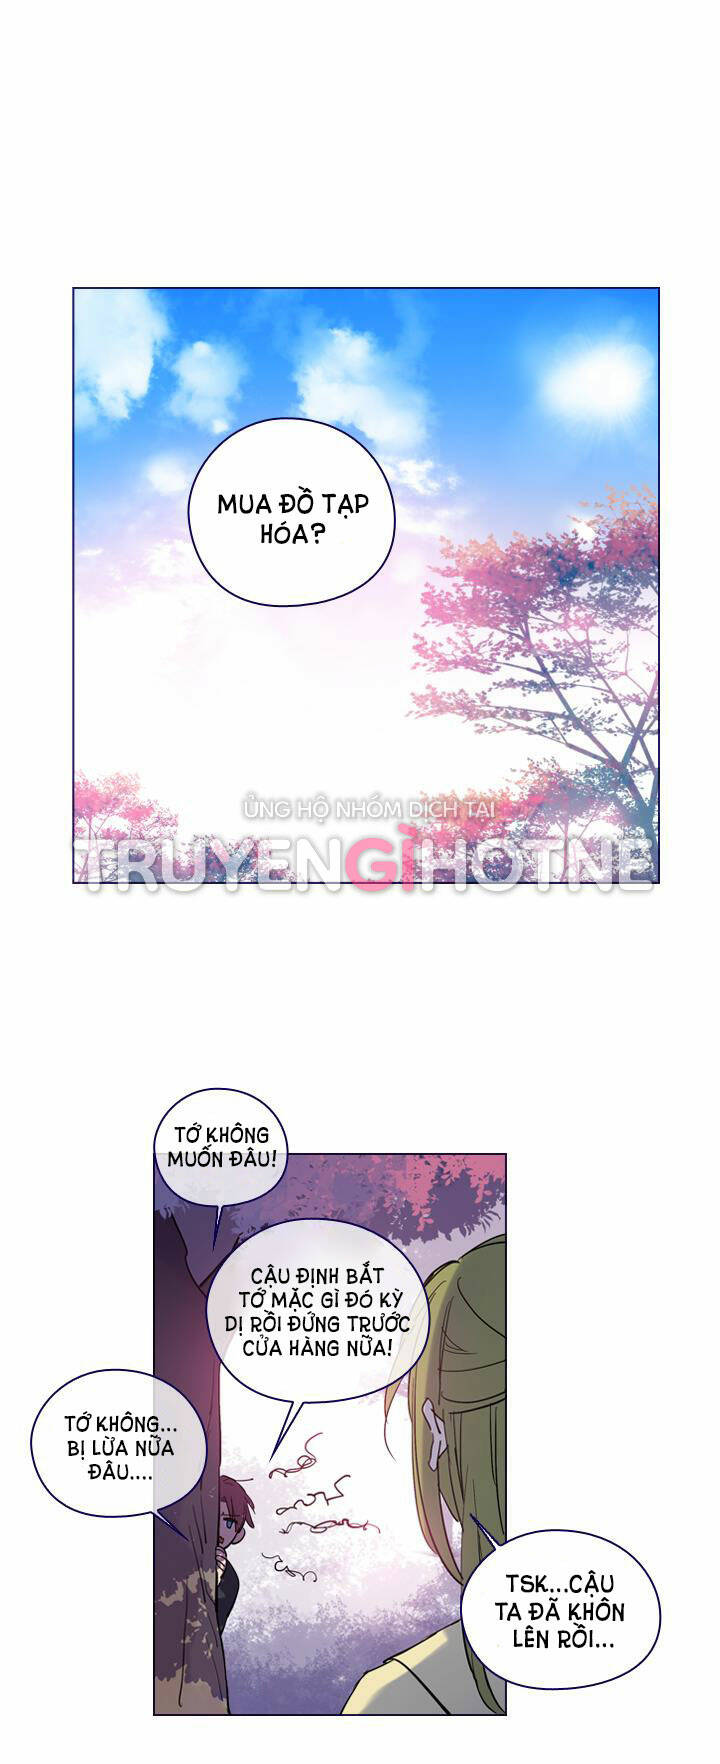 MUA ĐỒ TẠP
HÓA?
ỦNG HỘ NHÓM DỊCH TẠI
TRUYENGIHOTNE
TỚ KHÔNG
MUỐN ĐÂU!
CẬU ĐỊNH BẮT
TỚ MẶC GÌ ĐÓ KỲ
DỊ RỒI ĐỨNG TRƯỚC
CỬA HÀNG NỮA!
TỚ KHÔNG...
BỊ LỪA NỮA
ĐÂU....
TSK...CẬU
TA ĐÃ KHÔN
LÊN RỒI...